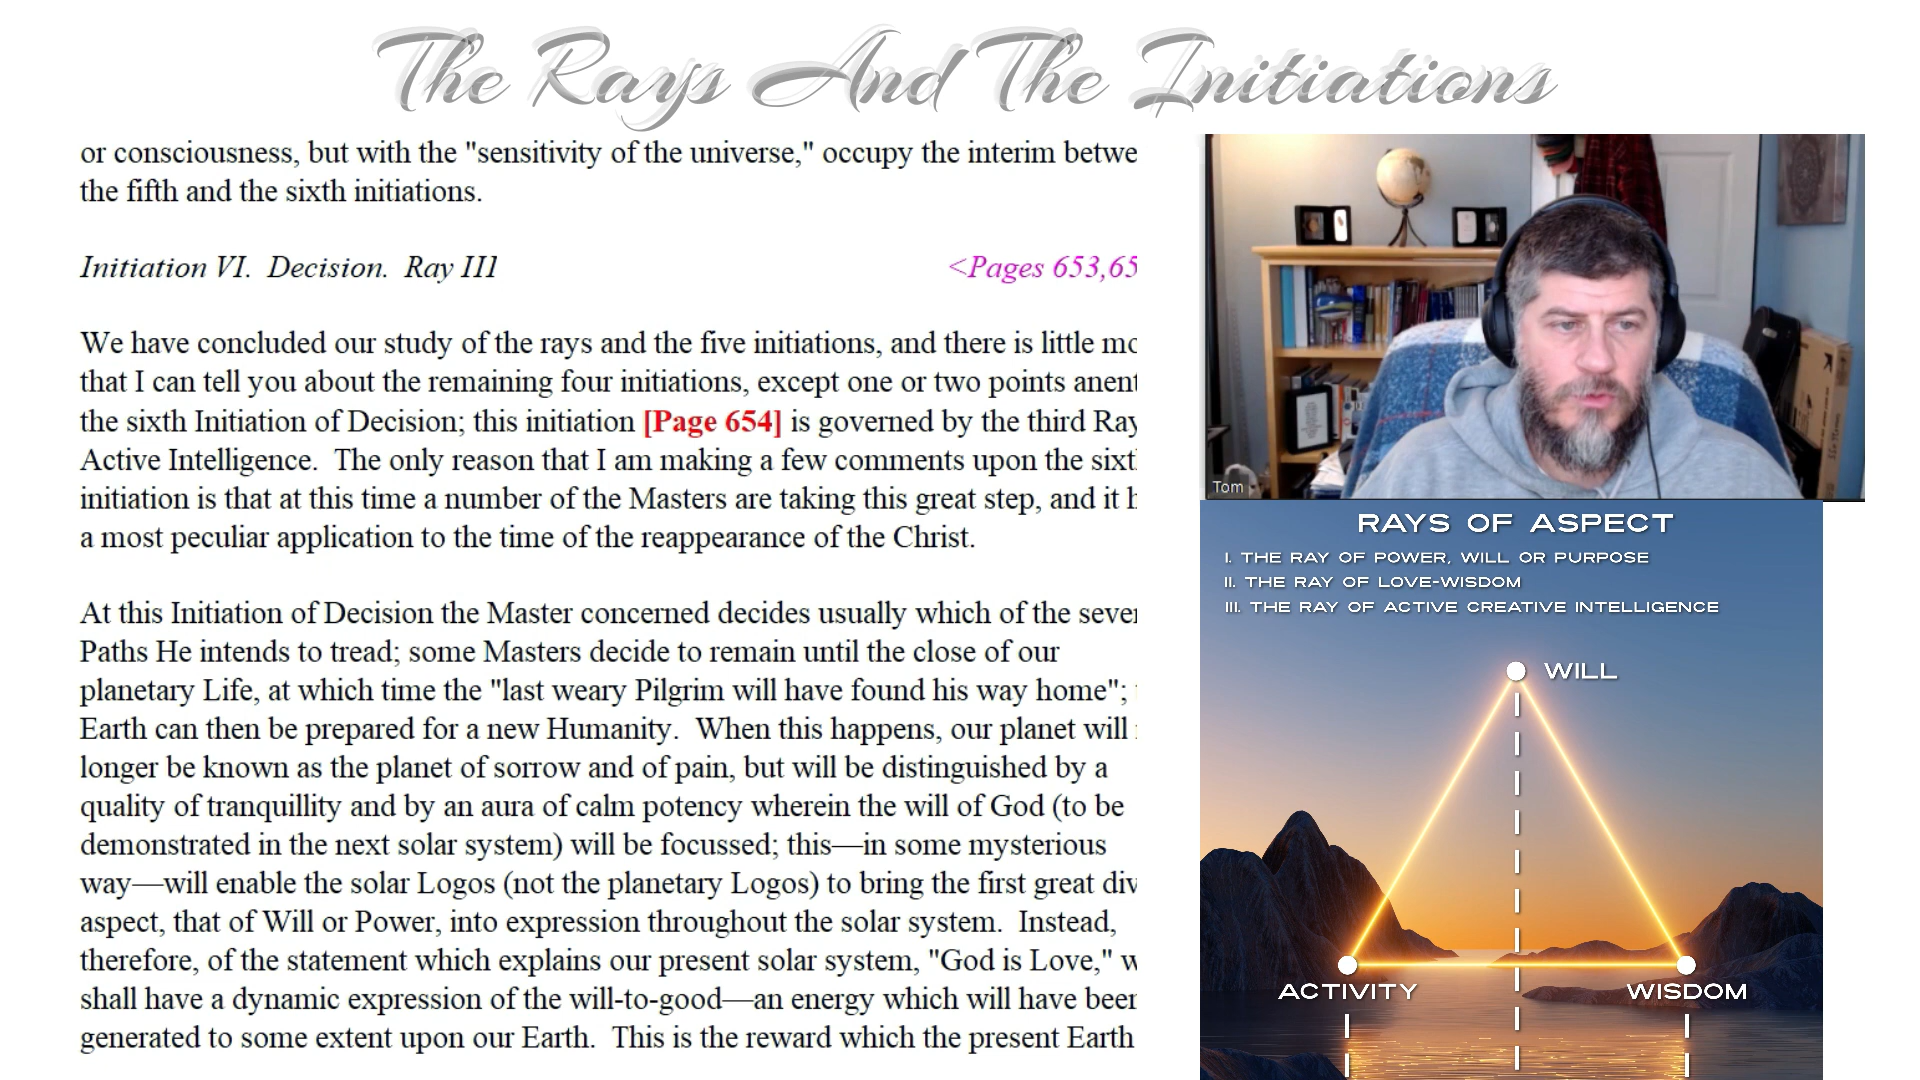 The Rays And The Initiations
or consciousness, but with the "sensitivity of the universe," occupy the interim betwe
the fifth and the sixth initiations.
Initiation VI.  Decision.  Ray III
<Pages 653,65
We have concluded our study of the rays and the five initiations, and there is little mo
that I can tell you about the remaining four initiations, except one or two points anent
the sixth Initiation of Decision; this initiation [Page 654] is governed by the third Ray
Active Intelligence.  The only reason that I am making a few comments upon the sixt
initiation is that at this time a number of the Masters are taking this great step, and it h
a most peculiar application to the time of the reappearance of the Christ.
At this Initiation of Decision the Master concerned decides usually which of the seven
Paths He intends to tread; some Masters decide to remain until the close of our
planetary Life, at which time the "last weary Pilgrim will have found his way home";
Earth can then be prepared for a new Humanity.  When this happens, our planet will
longer be known as the planet of sorrow and of pain, but will be distinguished by a
quality of tranquillity and by an aura of calm potency wherein the will of God (to be
demonstrated in the next solar system) will be focussed; this—in some mysterious
way—will enable the solar Logos (not the planetary Logos) to bring the first great div
aspect, that of Will or Power, into expression throughout the solar system.  Instead,
therefore, of the statement which explains our present solar system, "God is Love," w
shall have a dynamic expression of the will-to-good—an energy which will have been
generated to some extent upon our Earth.  This is the reward which the present Earth
Tom
RAYS OF ASPECT
I. THE RAY OF POWER, WILL OR PURPOSE
II. THE RAY OF LOVE-WISDOM
III. THE RAY OF ACTIVE CREATIVE INTELLIGENCE
WILL
ACTIVITY
WISDOM